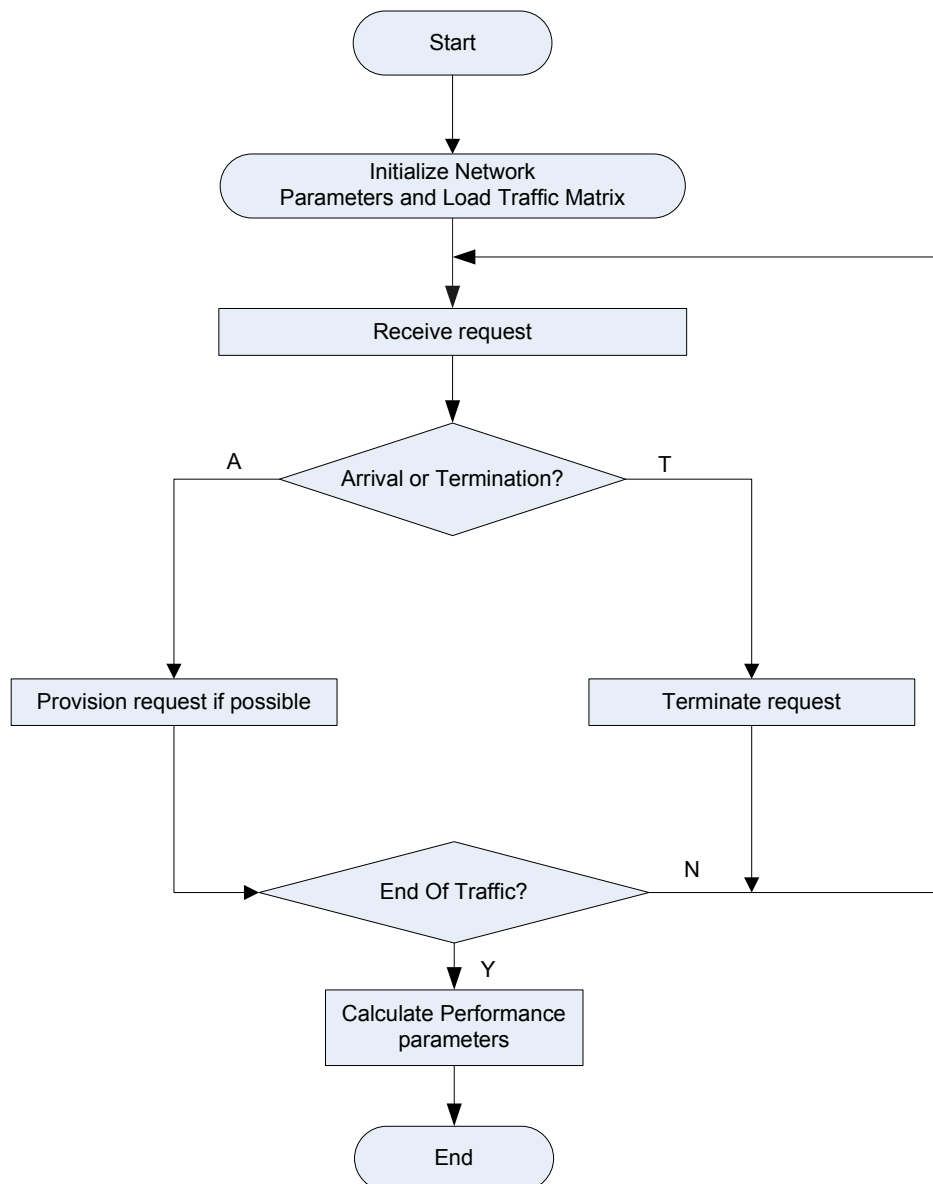 Start
Initialize Network
Parameters and Load Traffic Matrix
Receive request
Arrival or Termination?
A
T
Provision request if possible
Terminate request
End Of Traffic?
N
Y
Calculate Performance
parameters
End